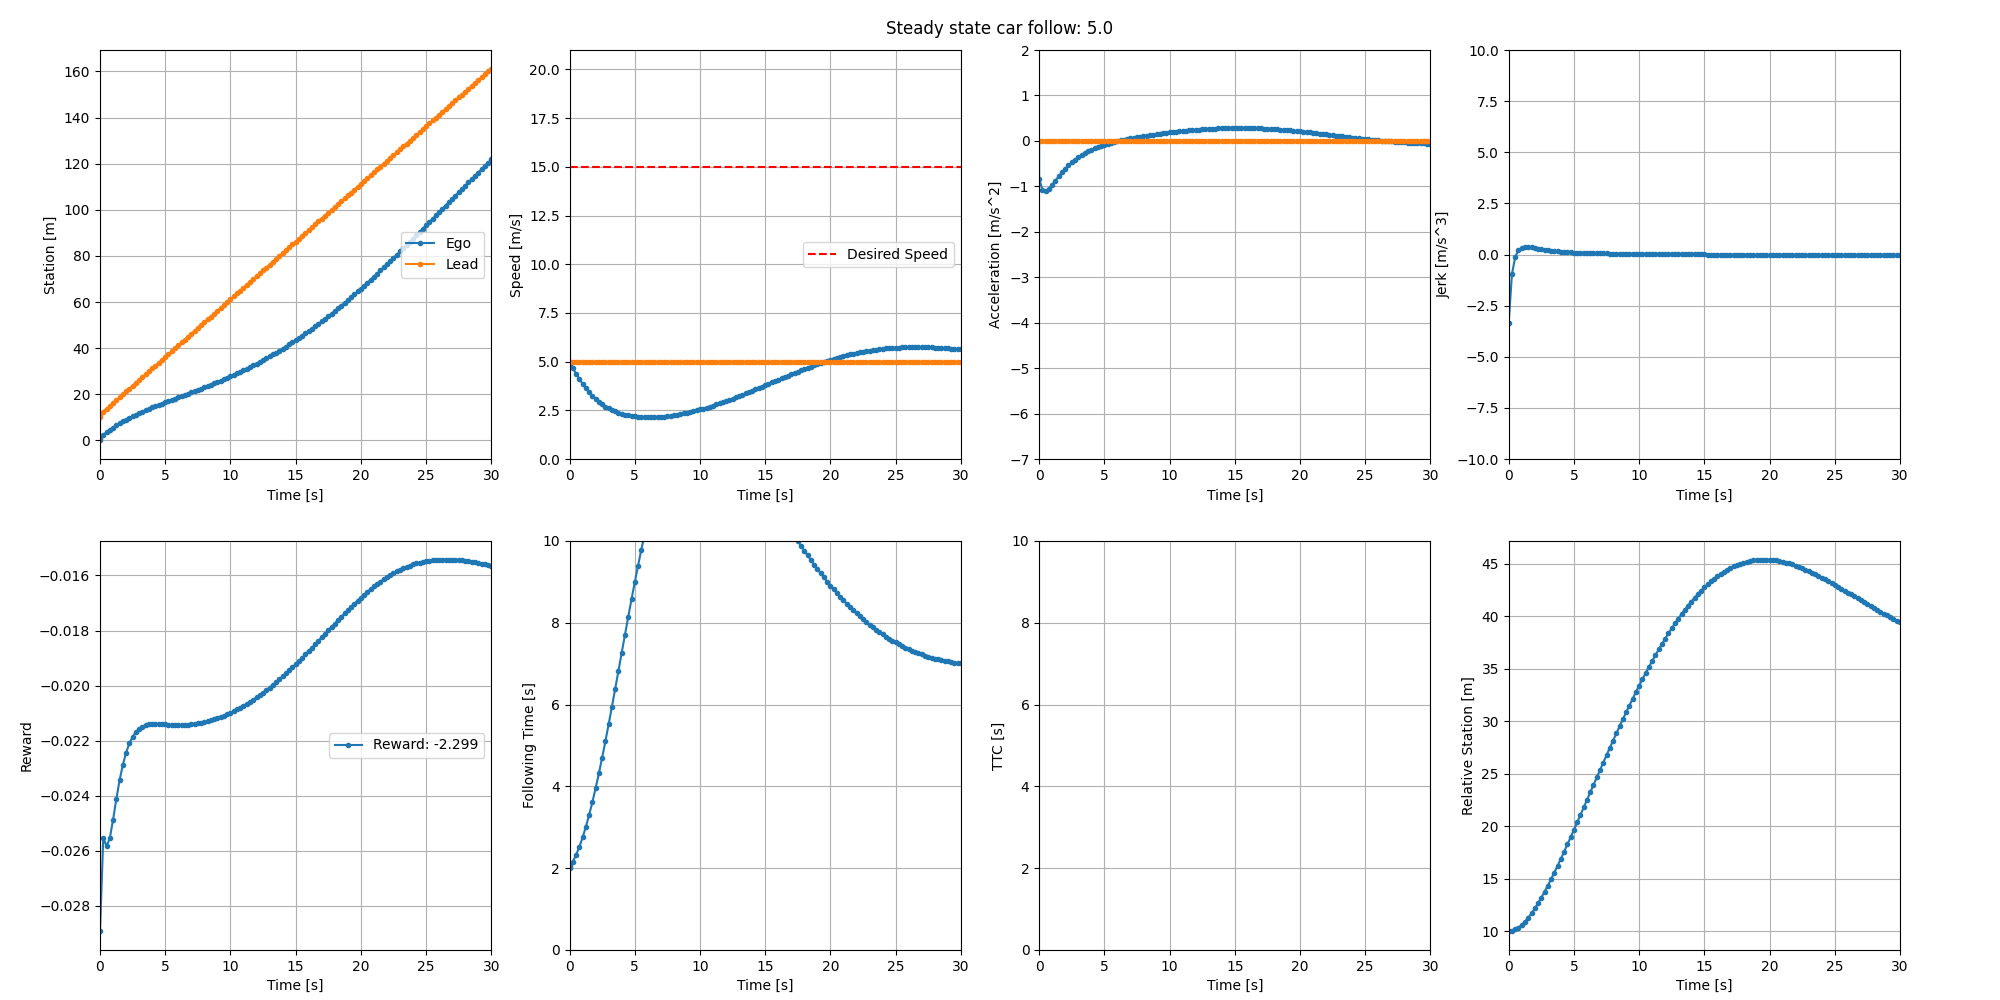 Steady state car follow: 5.0
Station [m]
160
140
120
100
80
60
40
20
0
Ego
Lead
0 5 10 15 20 25 30
Time [s]
Speed [m/s]
20.0
17.5
15.0
12.5
10.0
7.5
5.0
2.5
0.0
Desired Speed
0 5 10 15 20 25 30
Time [s]
Acceleration [m/s^2]
2
1
0
−1
−2
−3
−4
−5
−6
−7
0 5 10 15 20 25 30
Time [s]
Jerk [m/s^3]
10.0
7.5
5.0
2.5
0.0
−2.5
−5.0
−7.5
−10.0
0 5 10 15 20 25 30
Time [s]
Reward
−0.016
−0.018
−0.020
−0.022
−0.024
−0.026
−0.028
Reward: -2.299
0 5 10 15 20 25 30
Time [s]
Following Time [s]
10
8
6
4
2
0
0 5 10 15 20 25 30
Time [s]
TTC [s]
10
8
6
4
2
0
0 5 10 15 20 25 30
Time [s]
Relative Station [m]
45
40
35
30
25
20
15
10
0 5 10 15 20 25 30
Time [s]